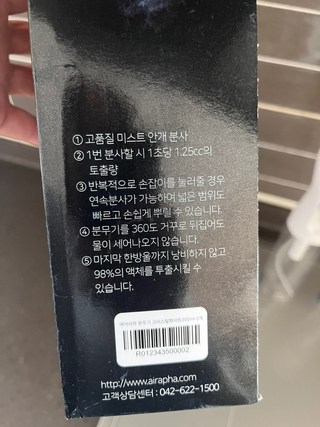 ① 고품질 미스트 안개 분사
② 1번 분사할 시 1초당 1.25cc의
토출량
③ 반복적으로 손잡이를 눌러줄 경우
연속분사가 가능하여 넓은 범위도
빠르고 손쉽게 뿌릴 수 있습니다.
④ 분무기를 360도 거꾸로 뒤집어도
물이 세어나오지 않습니다.
⑤ 마지막 한방울까지 낭비하지 않고
98%의 액체를 투출시킬 수
있습니다.
R012343500002
http://www.airapha.com
고객상담센터 : 042-622-1500